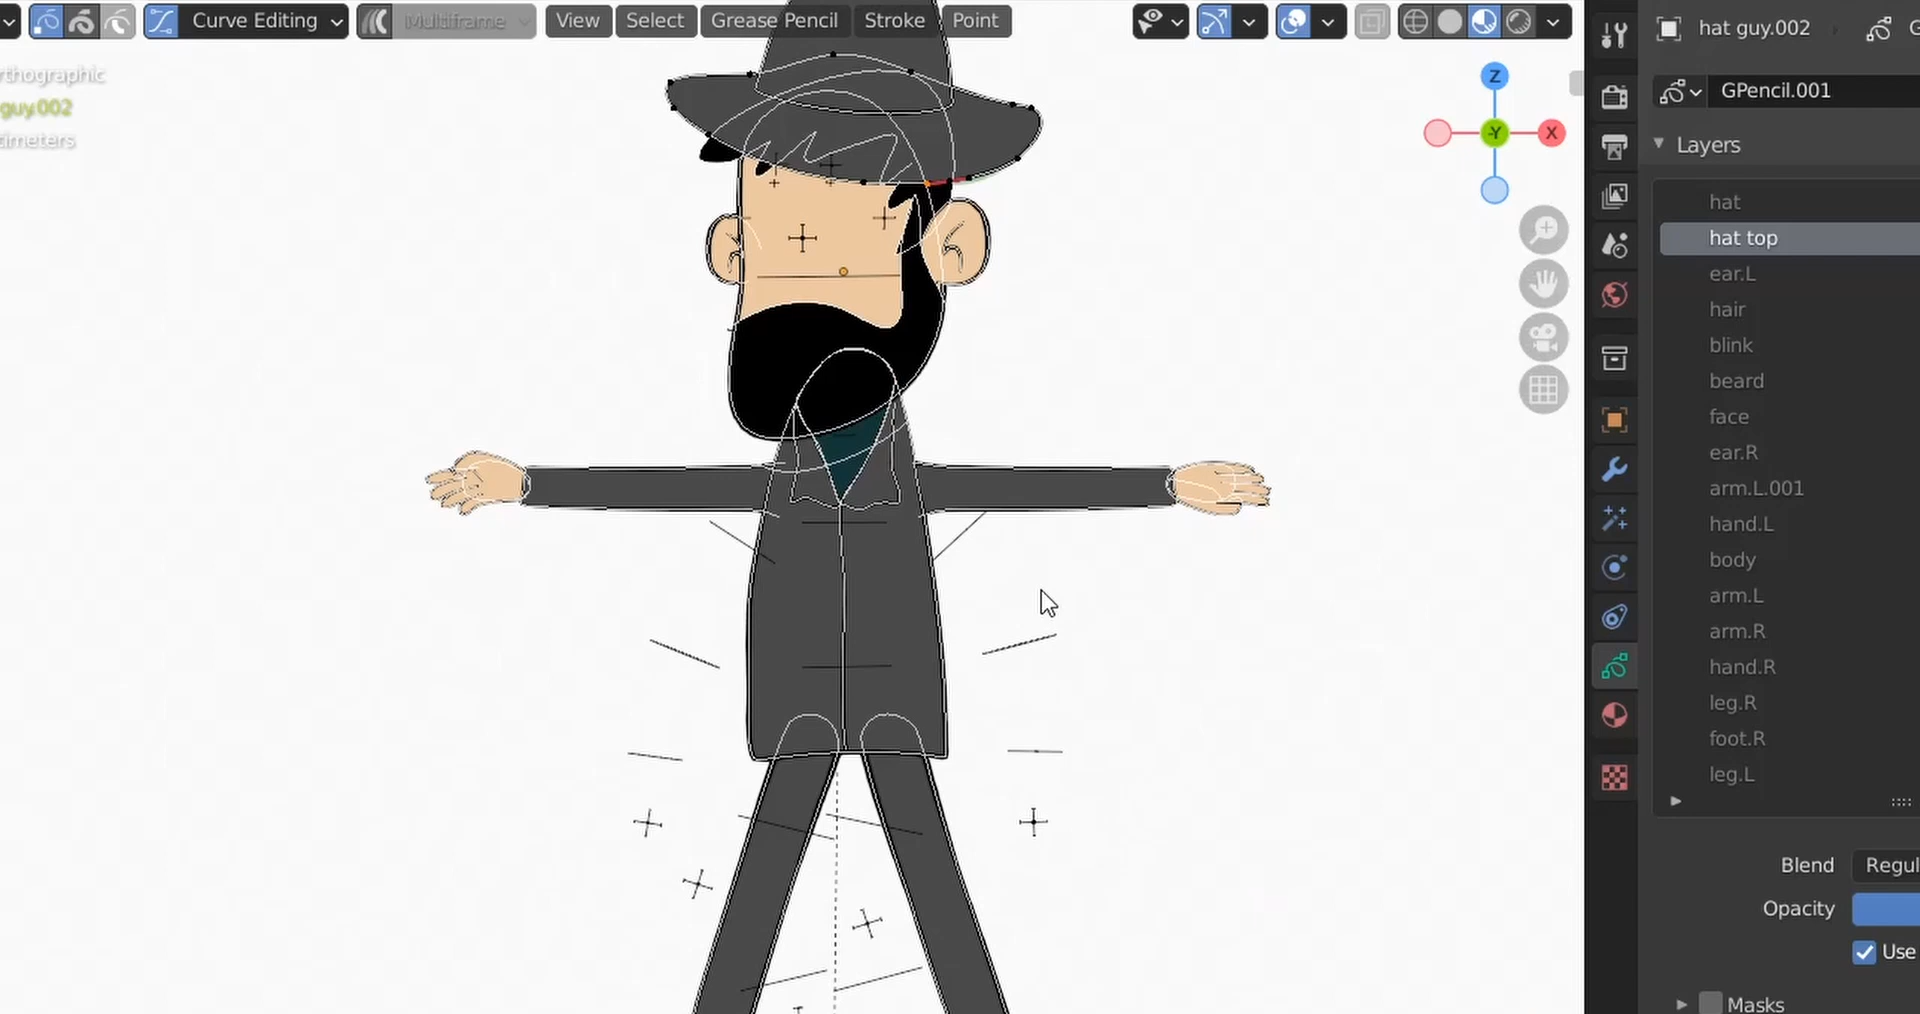 Curve Editing
Multiframe
View
Select
Grease Pencil
Stroke
Point
rthographic
guy.002
timeters
Z
-Y
X
hat guy.002
G
GPencil.001
Layers
hat
hat top
ear.L
hair
blink
beard
face
ear.R
arm.L.001
hand.L
body
arm.L
arm.R
hand.R
leg.R
foot.R
leg.L
Blend Regul
Opacity
Use
Masks